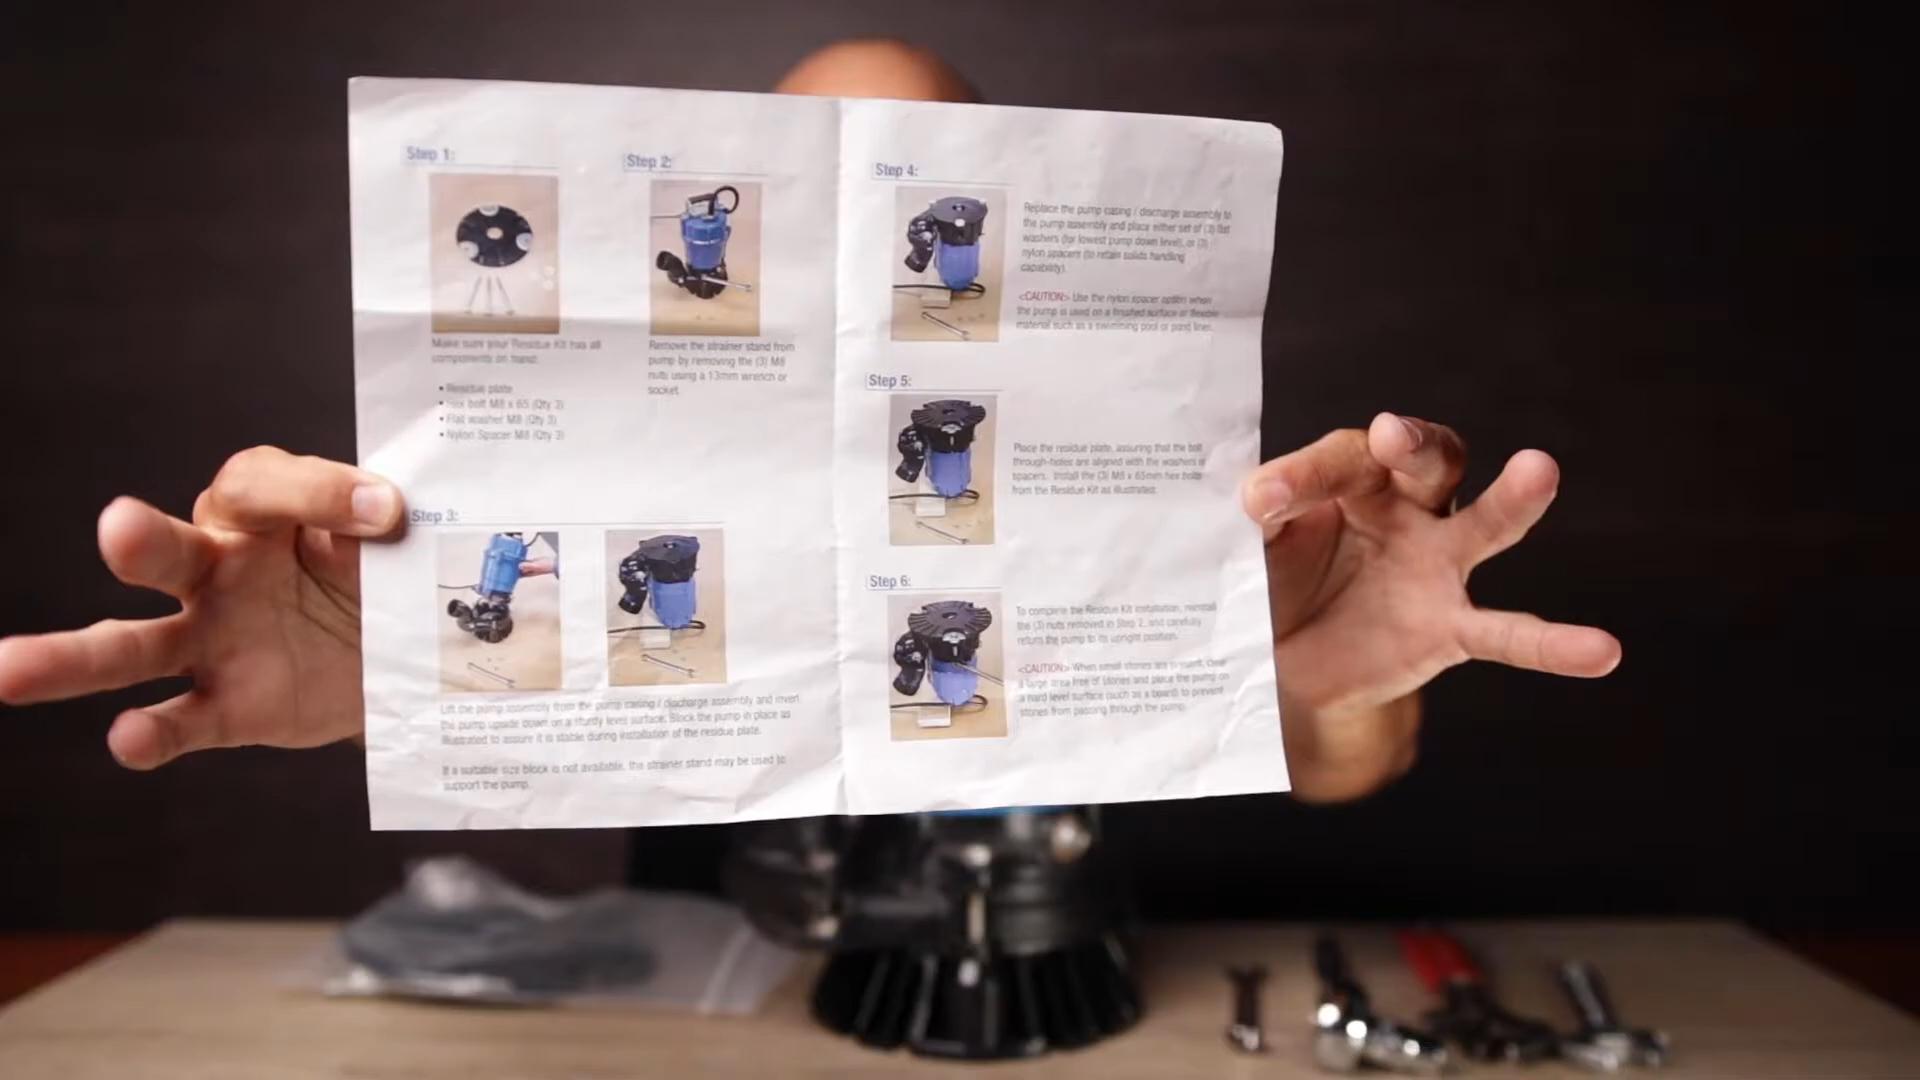 Step 1:
Make sure your Residue Kit has all
components on hand:
• Residue plate
• Hex bolt M8 x 65 (Qty 3)
• Flat washer M8 (Qty 3)
• Nylon Spacer M8 (Qty 3)
Step 2:
Remove the strainer stand from
pump by removing the (3) M8
nuts using a 13mm wrench or
socket.
Step 3:
Lift the pump assembly from the pump casing / discharge assembly and invert
the pump upside down on a sturdy level surface. Block the pump in place as
illustrated to assure it is stable during installation of the residue plate.
If a suitable size block is not available, the strainer stand may be used to
support the pump.
Step 4:
Replace the pump casing / discharge assembly to
the pump assembly and place either set of (3) flat
washers (for lowest pump down level), or (3)
nylon spacers (to retain solids handling
capability).
<CAUTION> Use the nylon spacer option when
the pump is used on a finished surface or flexible
material such as a swimming pool or pond liner.
Step 5:
Place the residue plate, assuring that the bolt
through-holes are aligned with the washers or
spacers. Install the (3) M8 x 65mm hex bolts
from the Residue Kit as illustrated.
Step 6:
To complete the Residue Kit installation, reinstall
the (3) nuts removed in Step 2, and carefully
return the pump to its upright position.
<CAUTION> When small stones are present, clear
a large area free of stones and place the pump on
a hard level surface (such as a board) to prevent
stones from passing through the pump.